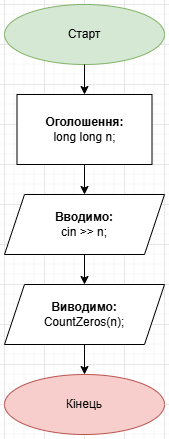 Старт
Оголошення:
long long n;
Вводимо:
cin >> n;
Виводимо:
CountZeros(n);
Кінець